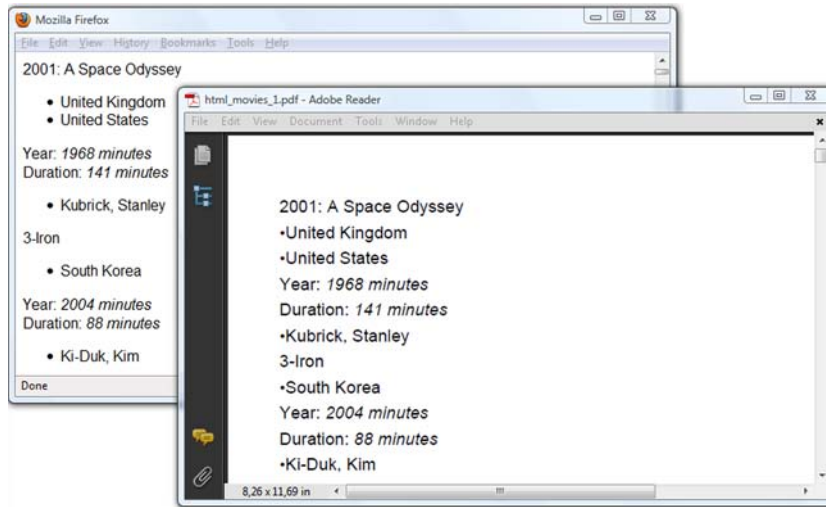 Mozilla Firefox
File Edit View History Bookmarks Tools Help
2001: A Space Odyssey
• United Kingdom
• United States
Year: 1968 minutes
Duration: 141 minutes
• Kubrick, Stanley
3-Iron
• South Korea
Year: 2004 minutes
Duration: 88 minutes
• Ki-Duk, Kim
Done
html_movies_1.pdf - Adobe Reader
File Edit View Document Tools Window Help
2001: A Space Odyssey
•United Kingdom
•United States
Year: 1968 minutes
Duration: 141 minutes
•Kubrick, Stanley
3-Iron
•South Korea
Year: 2004 minutes
Duration: 88 minutes
•Ki-Duk, Kim
8,26 x 11,69 in